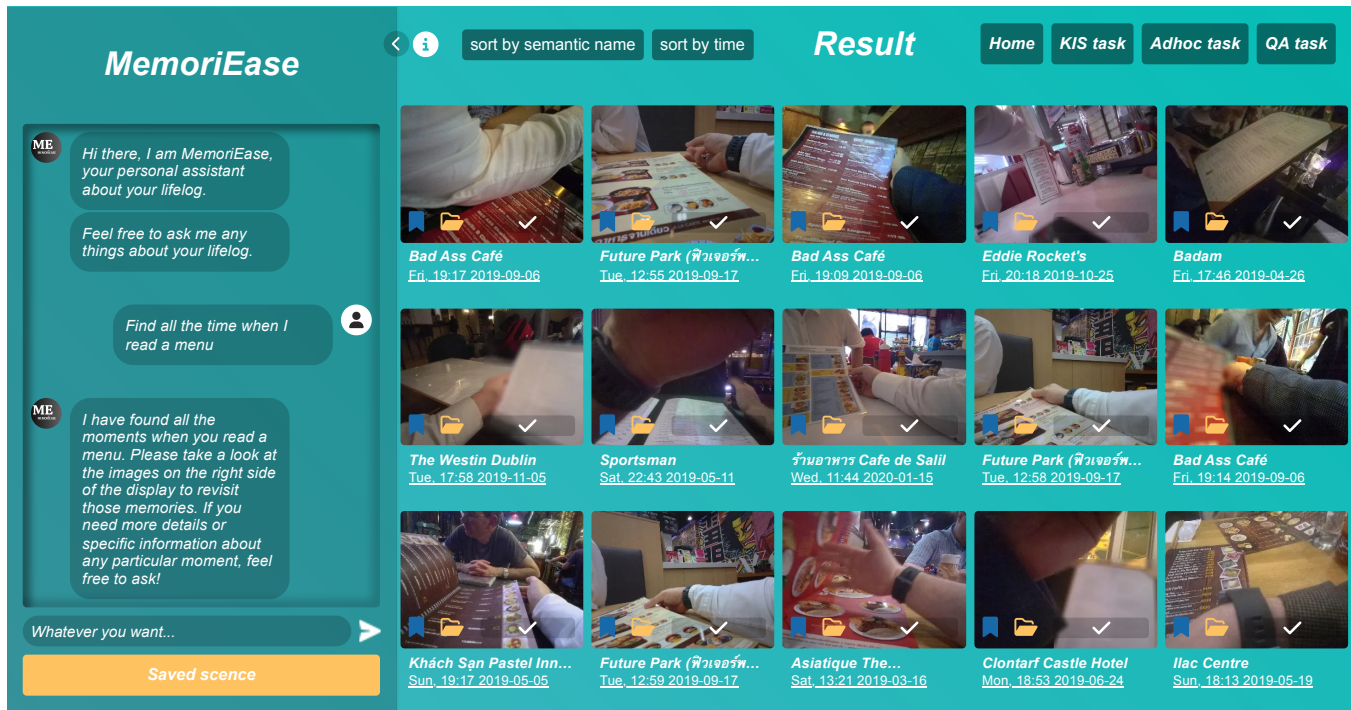 MemoriEase
sort by semantic name
sort by time
Result
Home
KIS task
Adhoc task
QA task
ME
Hi there, I am MemoriEase,
your personal assistant
about your lifelog.
Feel free to ask me any
things about your lifelog.
Find all the time when I
read a menu
ME
I have found all the
moments when you read a
menu. Please take a look at
the images on the right side
of the display to revisit
those memories. If you
need more details or
specific information about
any particular moment, feel
free to ask!
Whatever you want...
Saved scence
Bad Ass Café
Fri, 19:17 2019-09-06
Future Park (ฟิวเจอร์พ...
Tue, 12:55 2019-09-17
Bad Ass Café
Fri, 19:09 2019-09-06
Eddie Rocket's
Fri, 20:18 2019-10-25
Badam
Fri, 17:46 2019-04-26
The Westin Dublin
Tue, 17:58 2019-11-05
Sportsman
Sat, 22:43 2019-05-11
ร้านอาหาร Cafe de Salil
Wed, 11:44 2020-01-15
Future Park (ฟิวเจอร์พ...
Tue, 12:58 2019-09-17
Bad Ass Café
Fri, 19:14 2019-09-06
Khách Sạn Pastel Inn...
Sun, 19:17 2019-05-05
Future Park (ฟิวเจอร์พ...
Tue, 12:59 2019-09-17
Asiatique The...
Sat, 13:21 2019-03-16
Clontarf Castle Hotel
Mon, 18:53 2019-06-24
Ilac Centre
Sun, 18:13 2019-05-19